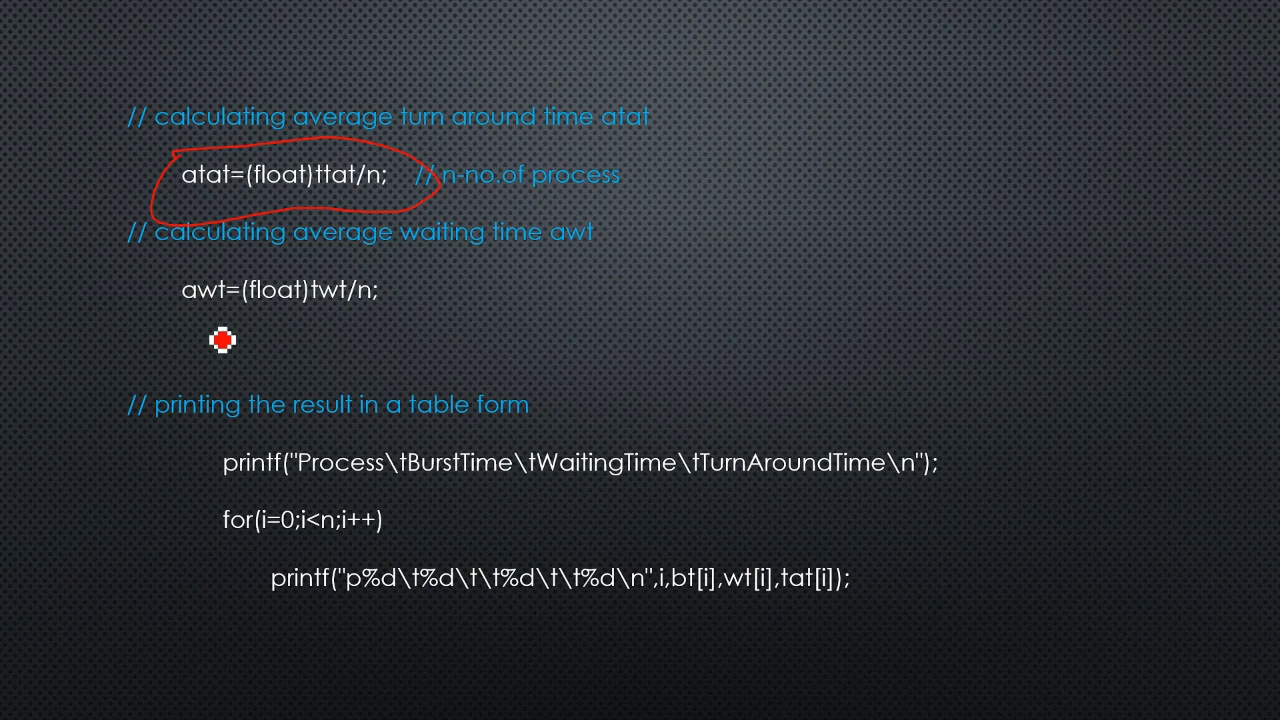 // calculating average turn around time atat
atat=(float)ttat/n; // n-no.of process
// calculating average waiting time awt
awt=(float)twt/n;
// printing the result in a table form
printf("Process\tBurstTime\tWaitingTime\tTurnAroundTime\n");
for(i=0;i<n;i++)
printf("p%d\t%d\t\t%d\t\t%d\n",i,bt[i],wt[i],tat[i]);